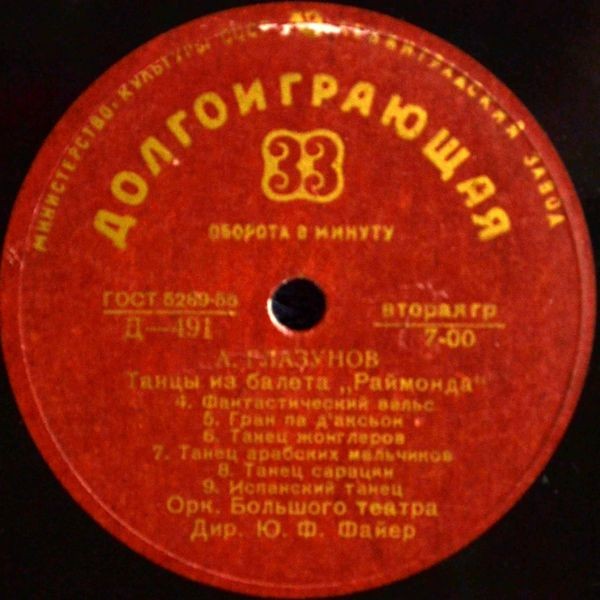 МИНИСТЕРСТВО КУЛЬТУРЫ СССР ЛЕНИНГРАДСКИЙ ЗАВОД
ДОЛГОИГРАЮЩАЯ
33
ОБОРОТА В МИНУТУ
ГОСТ 5289-56
Д—491
вторая гр
7-00
А. ГЛАЗУНОВ
Танцы из балета „Раймонда“
4. Фантастический вальс
5. Гран па д'аксьон
6. Танец жонглеров
7. Танец арабских мальчиков
8. Танец сарацин
9. Испанский танец
Орк. Большого театра
Дир. Ю. Ф. Файер